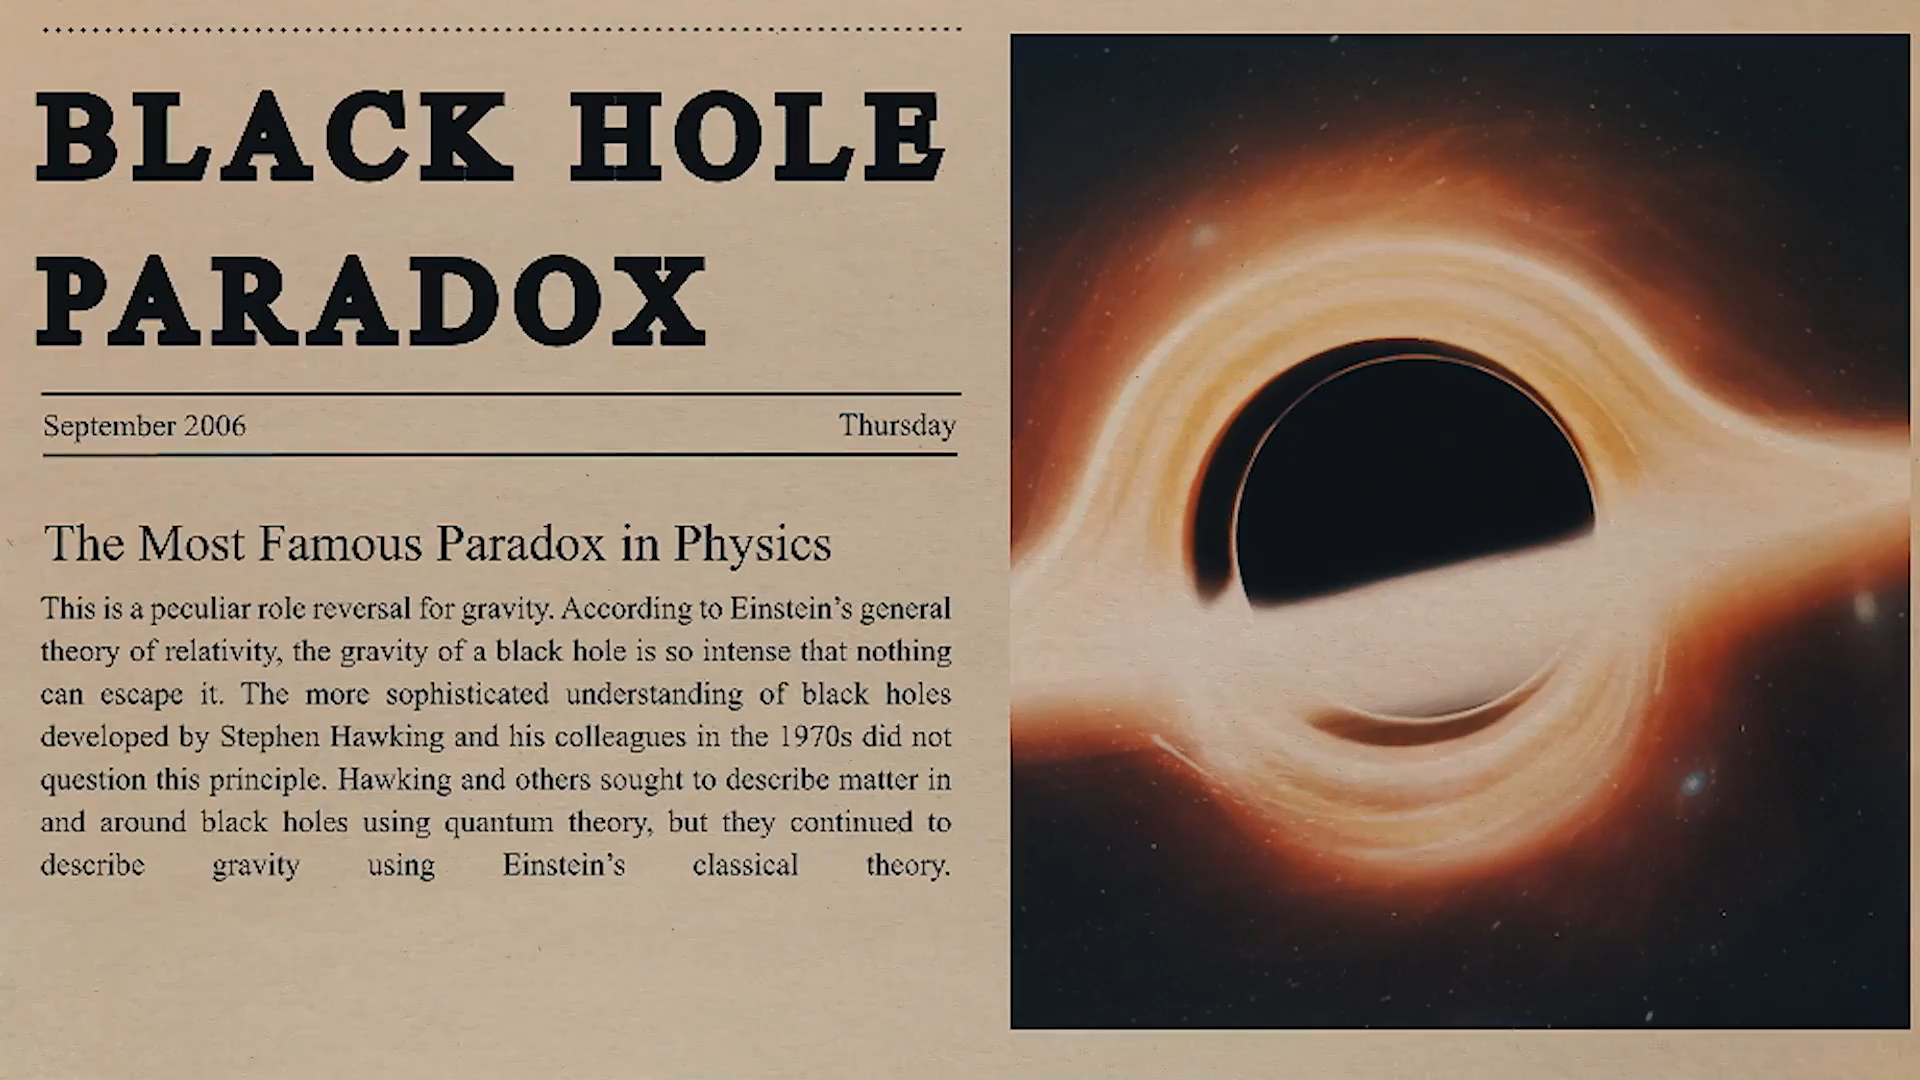 BLACK HOLE
PARADOX
September 2006 Thursday
The Most Famous Paradox in Physics
This is a peculiar role reversal for gravity. According to Einstein’s general
theory of relativity, the gravity of a black hole is so intense that nothing
can escape it. The more sophisticated understanding of black holes
developed by Stephen Hawking and his colleagues in the 1970s did not
question this principle. Hawking and others sought to describe matter in
and around black holes using quantum theory, but they continued to
describe gravity using Einstein’s classical theory.